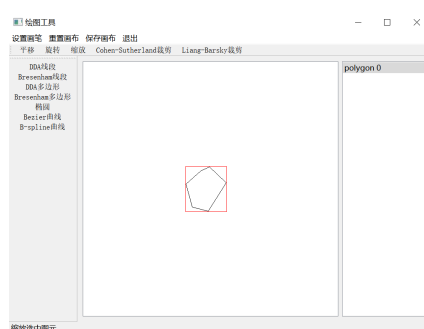 绘图工具
设置画笔 重置画布 保存画布 退出
平移 旋转 缩放 Cohen-Sutherland裁剪 Liang-Barsky裁剪
DDA线段
Bresenham线段
DDA多边形
Bresenham多边形
椭圆
Bezier曲线
B-spline曲线
polygon 0